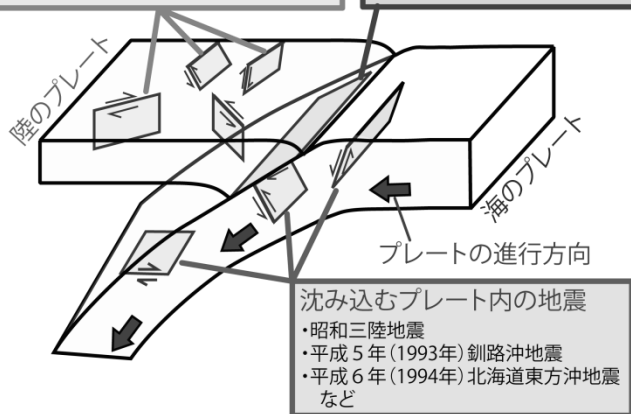 陸のプレート
海のプレート
プレートの進行方向
沈み込むプレート内の地震
・昭和三陸地震
・平成５年(1993年)釧路沖地震
・平成６年(1994年)北海道東方沖地震
など